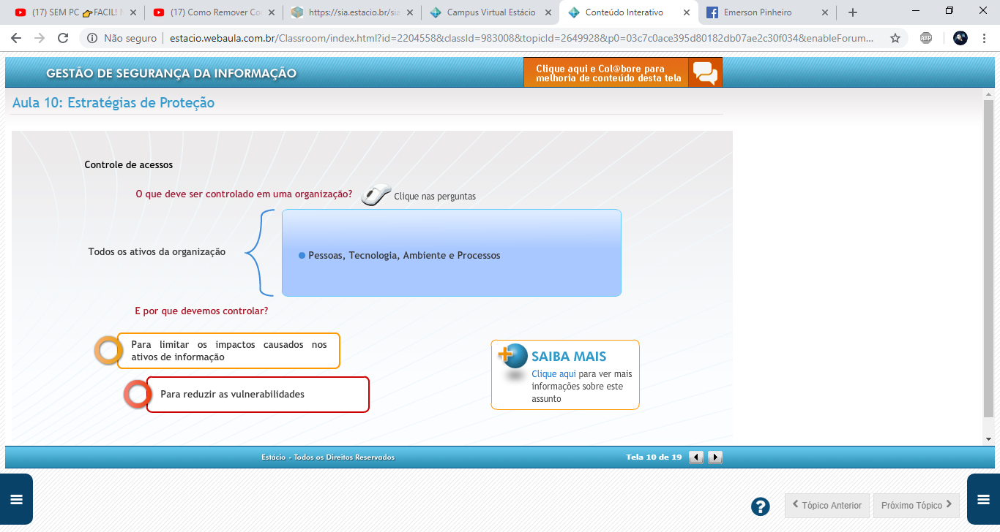 (17) SEM PC 👉FACIL! N
(17) Como Remover Co
https://sia.estacio.br/sia
Campus Virtual Estácio
Conteúdo Interativo
Emerson Pinheiro
Não seguro
estacio.webaula.com.br/Classroom/index.html?id=2204558&classId=983008&topicId=2649928&p0=03c7c0ace395d80182db07ae2c30f034&enableForum...
ABP
GESTÃO DE SEGURANÇA DA INFORMAÇÃO
Clique aqui e Col@bore para
melhoria de conteúdo desta tela
Aula 10: Estratégias de Proteção
Controle de acessos
O que deve ser controlado em uma organização?
Clique nas perguntas
Todos os ativos da organização
Pessoas, Tecnologia, Ambiente e Processos
E por que devemos controlar?
Para limitar os impactos causados nos
ativos de informação
Para reduzir as vulnerabilidades
SAIBA MAIS
Clique aqui para ver mais
informações sobre este
assunto
Estácio - Todos os Direitos Reservados
Tela 10 de 19
?
Tópico Anterior
Próximo Tópico